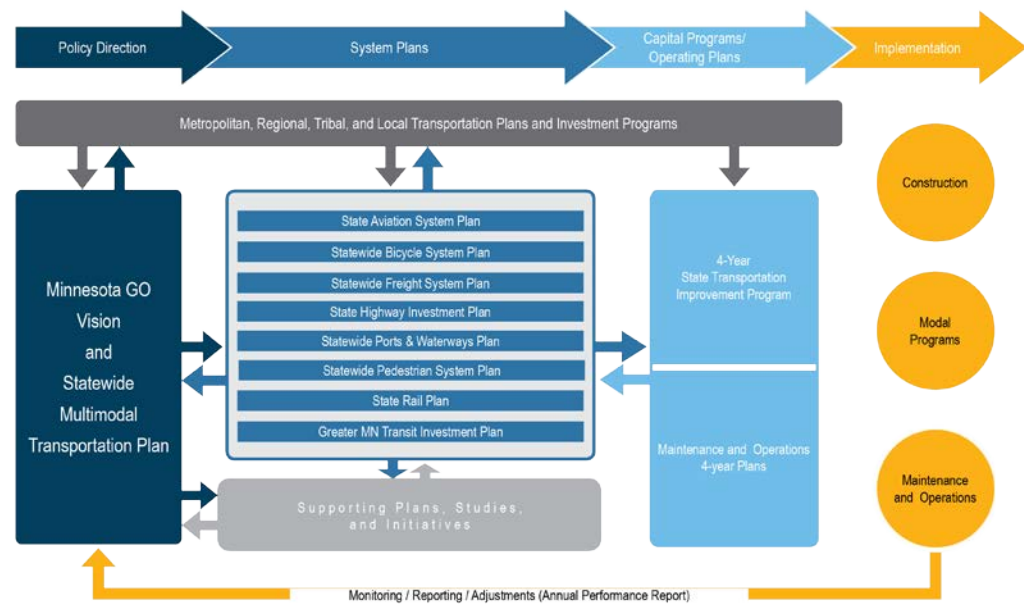 Policy Direction
System Plans
Capital Programs/
Operating Plans
Implementation
Metropolitan, Regional, Tribal, and Local Transportation Plans and Investment Programs
Minnesota GO
Vision
and
Statewide
Multimodal
Transportation Plan
State Aviation System Plan
Statewide Bicycle System Plan
Statewide Freight System Plan
State Highway Investment Plan
Statewide Ports & Waterways Plan
Statewide Pedestrian System Plan
State Rail Plan
Greater MN Transit Investment Plan
Supporting Plans, Studies,
and Initiatives
4-Year
State Transportation
Improvement Program
Maintenance and Operations
4-year Plans
Construction
Modal
Programs
Maintenance
and Operations
Monitoring / Reporting / Adjustments (Annual Performance Report)